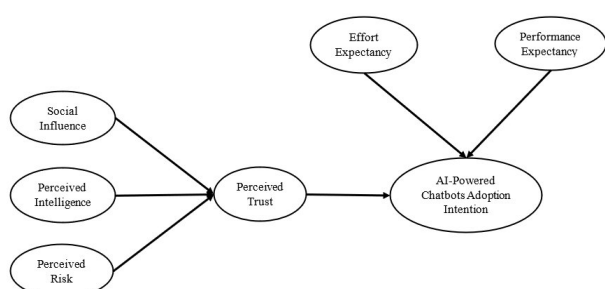 Effort
Expectancy
Performance
Expectancy
Social
Influence
Perceived
Intelligence
Perceived
Trust
AI-Powered
Chatbots Adoption
Intention
Perceived
Risk